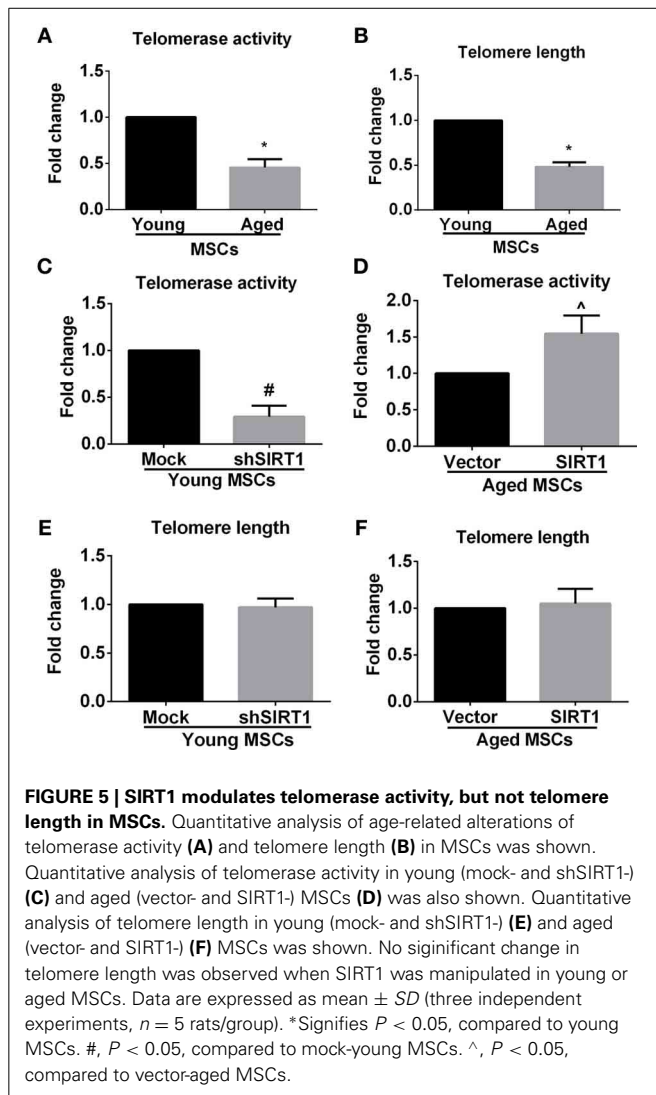 A
Telomerase activity
Fold change
1.5
1.0
0.5
0.0
*
Young Aged
MSCs
B
Telomere length
Fold change
1.5
1.0
0.5
0.0
*
Young Aged
MSCs
C
Telomerase activity
Fold change
1.5
1.0
0.5
0.0
#
Mock shSIRT1
Young MSCs
D
Telomerase activity
Fold change
2.0
1.5
1.0
0.5
0.0
^
Vector SIRT1
Aged MSCs
E
Telomere length
Fold change
1.5
1.0
0.5
0.0
Mock shSIRT1
Young MSCs
F
Telomere length
Fold change
1.5
1.0
0.5
0.0
Vector SIRT1
Aged MSCs
FIGURE 5 | SIRT1 modulates telomerase activity, but not telomere
length in MSCs. Quantitative analysis of age-related alterations of
telomerase activity (A) and telomere length (B) in MSCs was shown.
Quantitative analysis of telomerase activity in young (mock- and shSIRT1-)
(C) and aged (vector- and SIRT1-) MSCs (D) was also shown. Quantitative
analysis of telomere length in young (mock- and shSIRT1-) (E) and aged
(vector- and SIRT1-) (F) MSCs was shown. No siginificant change in
telomere length was observed when SIRT1 was manipulated in young or
aged MSCs. Data are expressed as mean ± SD (three independent
experiments, n = 5 rats/group). *Signifies P < 0.05, compared to young
MSCs. #, P < 0.05, compared to mock-young MSCs. ^, P < 0.05,
compared to vector-aged MSCs.